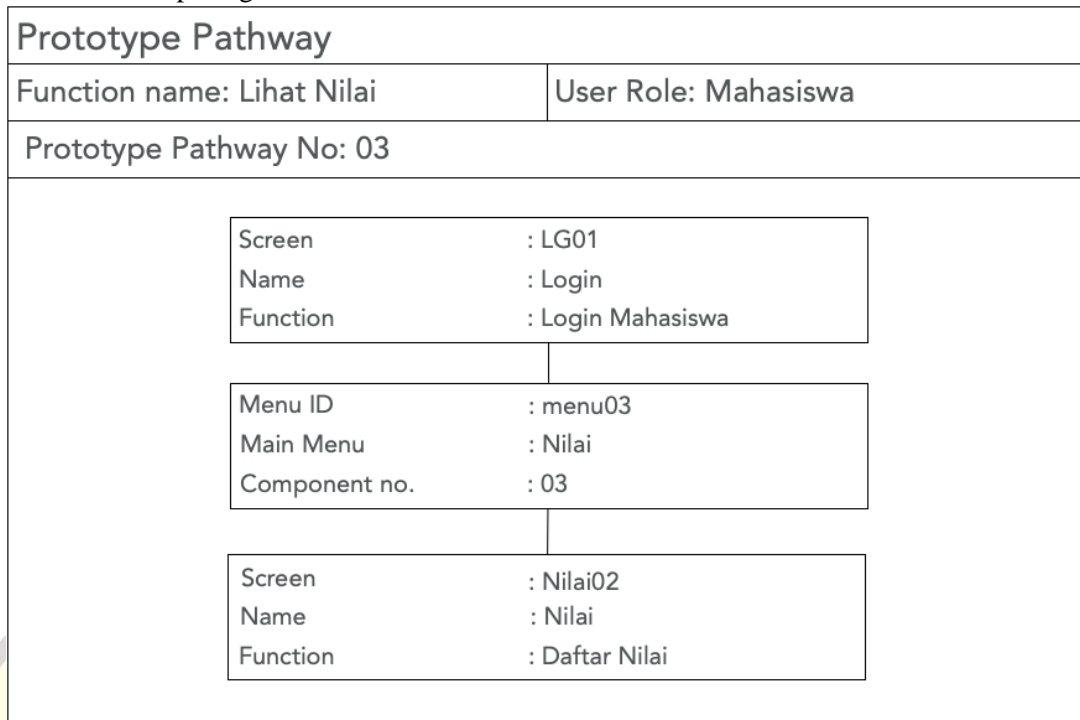 Prototype Pathway
Function name: Lihat Nilai
User Role: Mahasiswa
Prototype Pathway No: 03
Screen : LG01
Name : Login
Function : Login Mahasiswa
Menu ID : menu03
Main Menu : Nilai
Component no. : 03
Screen : Nilai02
Name : Nilai
Function : Daftar Nilai